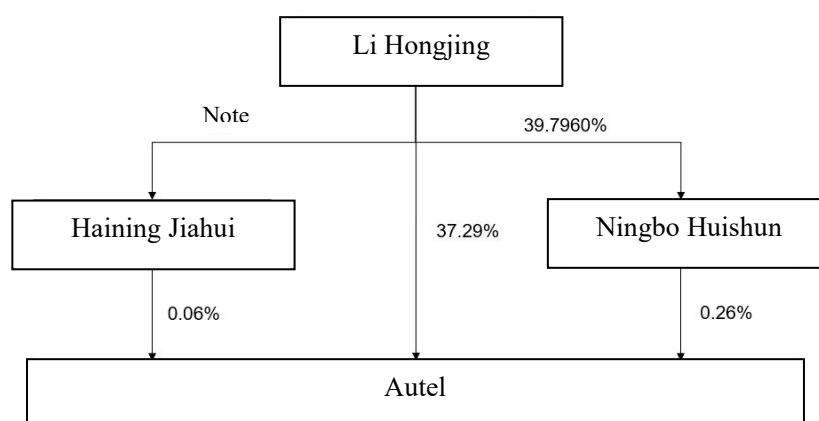 Li Hongjing
Note
39.7960%
Haining Jiahui
37.29%
Ningbo Huishun
0.06%
0.26%
Autel